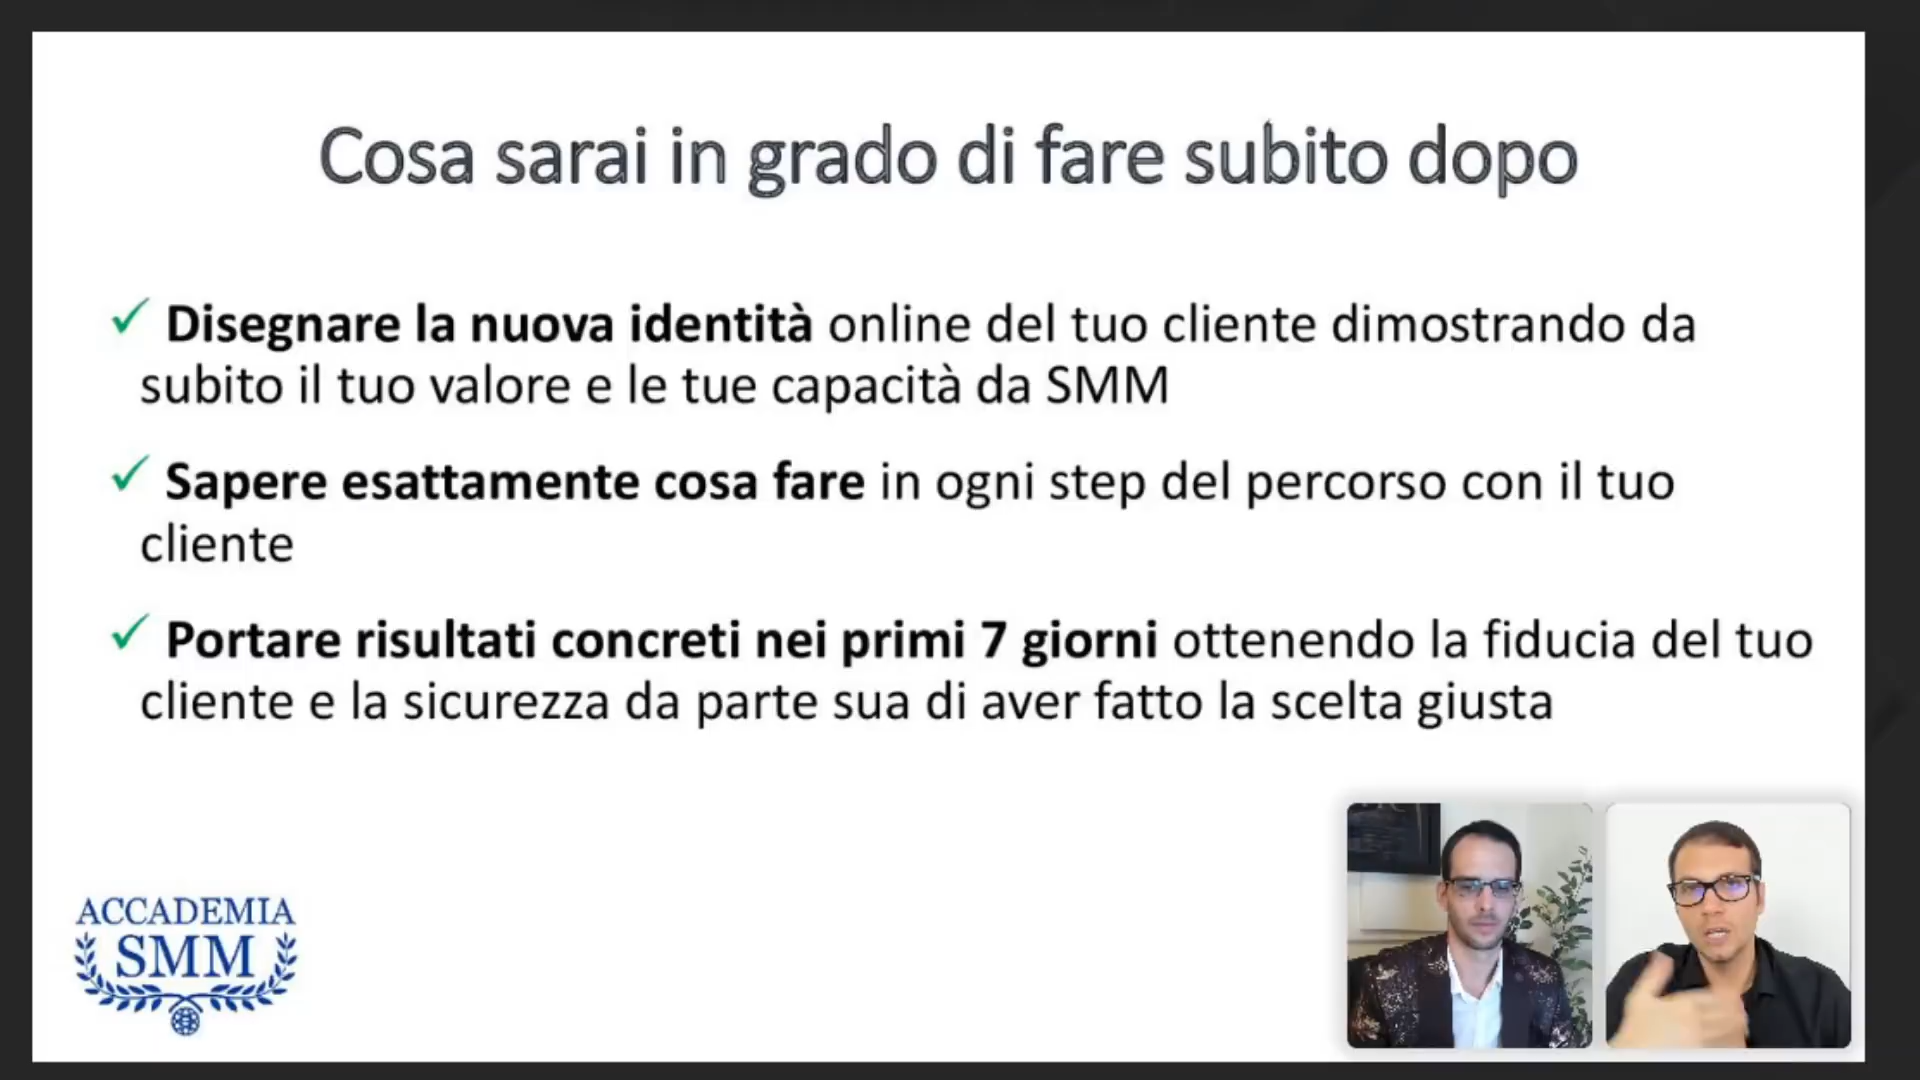 Cosa sarai in grado di fare subito dopo
✓ Disegnare la nuova identità online del tuo cliente dimostrando da
subito il tuo valore e le tue capacità da SMM
✓ Sapere esattamente cosa fare in ogni step del percorso con il tuo
cliente
✓ Portare risultati concreti nei primi 7 giorni ottenendo la fiducia del tuo
cliente e la sicurezza da parte sua di aver fatto la scelta giusta
ACCADEMIA
SMM